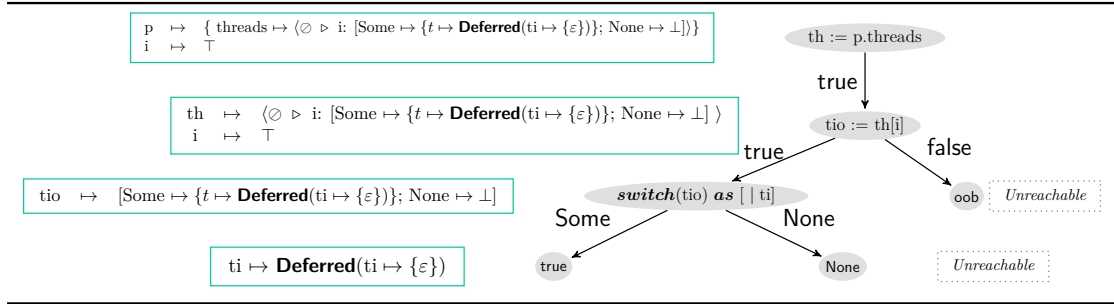 p ↦ { threads ↦ ⟨⊘ ▹ i: [Some ↦ {t ↦ Deferred(ti ↦ {ε})}; None ↦ ⊥]⟩}
i ↦ ⊤
th := p.threads
true
th ↦ ⟨⊘ ▹ i: [Some ↦ {t ↦ Deferred(ti ↦ {ε})}; None ↦ ⊥] ⟩
i ↦ ⊤
tio := th[i]
true
false
tio ↦ [Some ↦ {t ↦ Deferred(ti ↦ {ε})}; None ↦ ⊥]
switch(tio) as [ | ti]
oob
Unreachable
Some
None
ti ↦ Deferred(ti ↦ {ε})
true
None
Unreachable